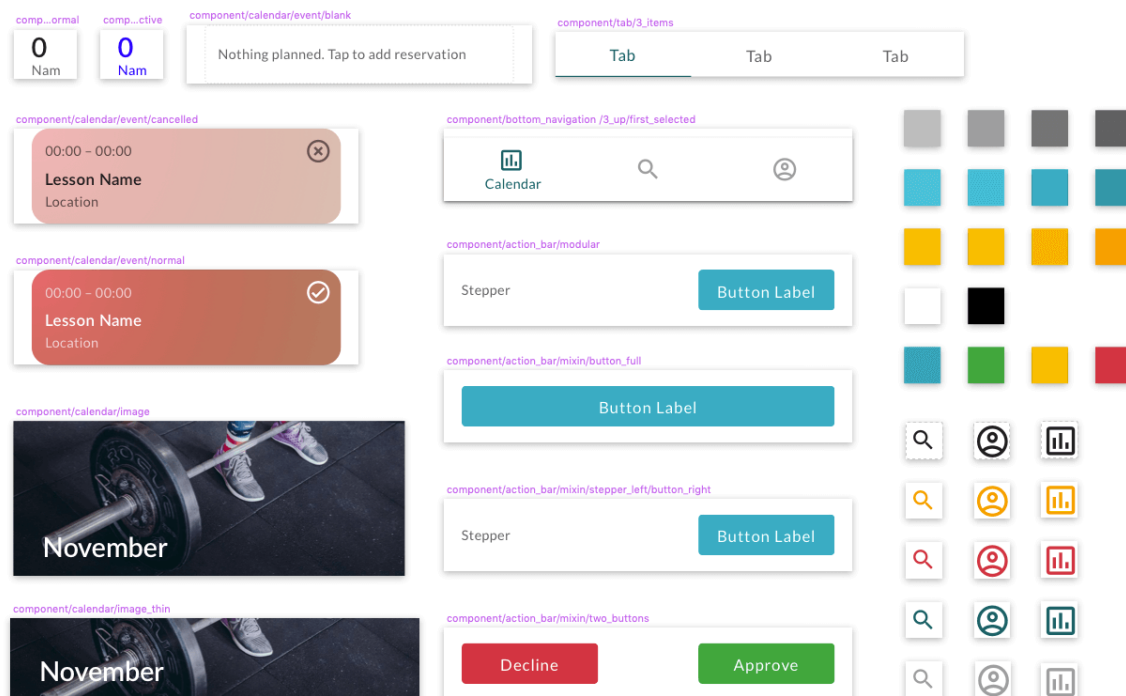 comp...ormal
0
Nam
comp...ctive
0
Nam
component/calendar/event/blank
Nothing planned. Tap to add reservation
component/tab/3_items
Tab
Tab
Tab
component/calendar/event/cancelled
00:00 – 00:00
Lesson Name
Location
component/calendar/event/normal
00:00 – 00:00
Lesson Name
Location
component/calendar/image
November
component/calendar/image_thin
November
component/bottom_navigation /3_up/first_selected
Calendar
component/action_bar/modular
Stepper
Button Label
component/action_bar/mixin/button_full
Button Label
component/action_bar/mixin/stepper_left/button_right
Stepper
Button Label
component/action_bar/mixin/two_buttons
Decline
Approve